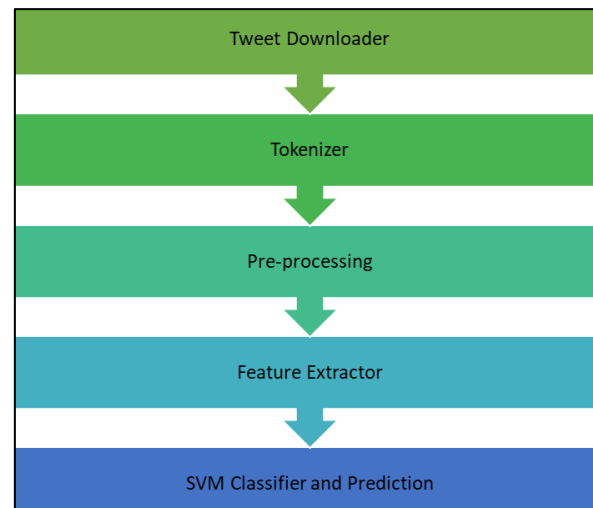 Tweet Downloader
Tokenizer
Pre-processing
Feature Extractor
SVM Classifier and Prediction